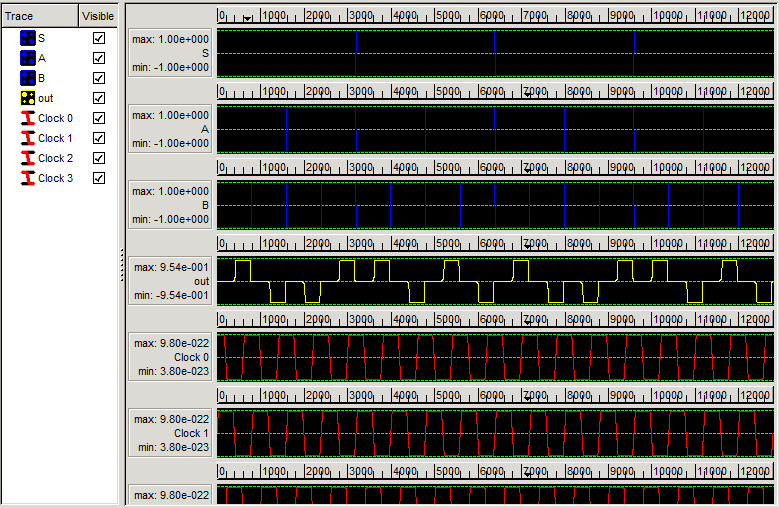 Trace Visible
S
A
B
out
Clock 0
Clock 1
Clock 2
Clock 3
0 1000 2000 3000 4000 5000 6000 7000 8000 9000 10000 11000 12000
max: 1.00e+000
S
min: -1.00e+000
0 1000 2000 3000 4000 5000 6000 7000 8000 9000 10000 11000 12000
max: 1.00e+000
A
min: -1.00e+000
0 1000 2000 3000 4000 5000 6000 7000 8000 9000 10000 11000 12000
max: 1.00e+000
B
min: -1.00e+000
0 1000 2000 3000 4000 5000 6000 7000 8000 9000 10000 11000 12000
max: 9.54e-001
out
min: -9.54e-001
0 1000 2000 3000 4000 5000 6000 7000 8000 9000 10000 11000 12000
max: 9.80e-022
Clock 0
min: 3.80e-023
0 1000 2000 3000 4000 5000 6000 7000 8000 9000 10000 11000 12000
max: 9.80e-022
Clock 1
min: 3.80e-023
0 1000 2000 3000 4000 5000 6000 7000 8000 9000 10000 11000 12000
max: 9.80e-022